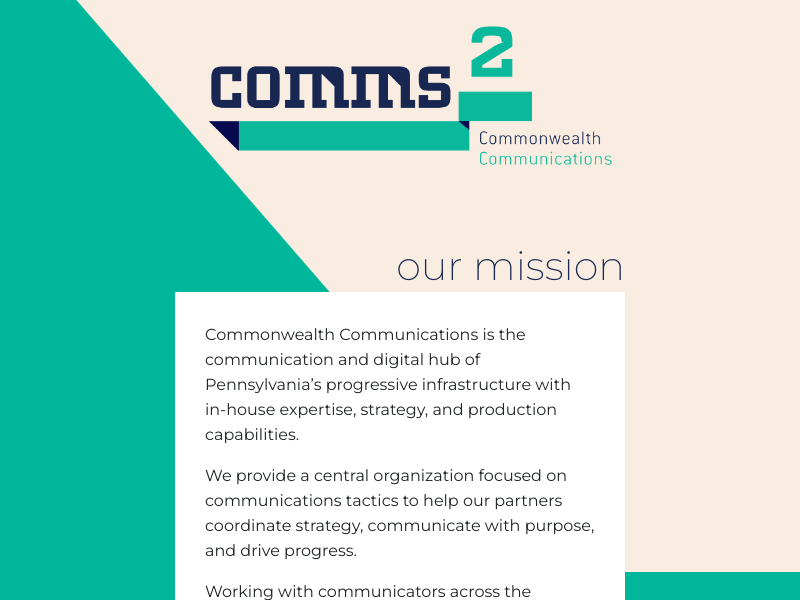 comms2
Commonwealth
Communications
our mission
Commonwealth Communications is the
communication and digital hub of
Pennsylvania’s progressive infrastructure with
in-house expertise, strategy, and production
capabilities.
We provide a central organization focused on
communications tactics to help our partners
coordinate strategy, communicate with purpose,
and drive progress.
Working with communicators across the